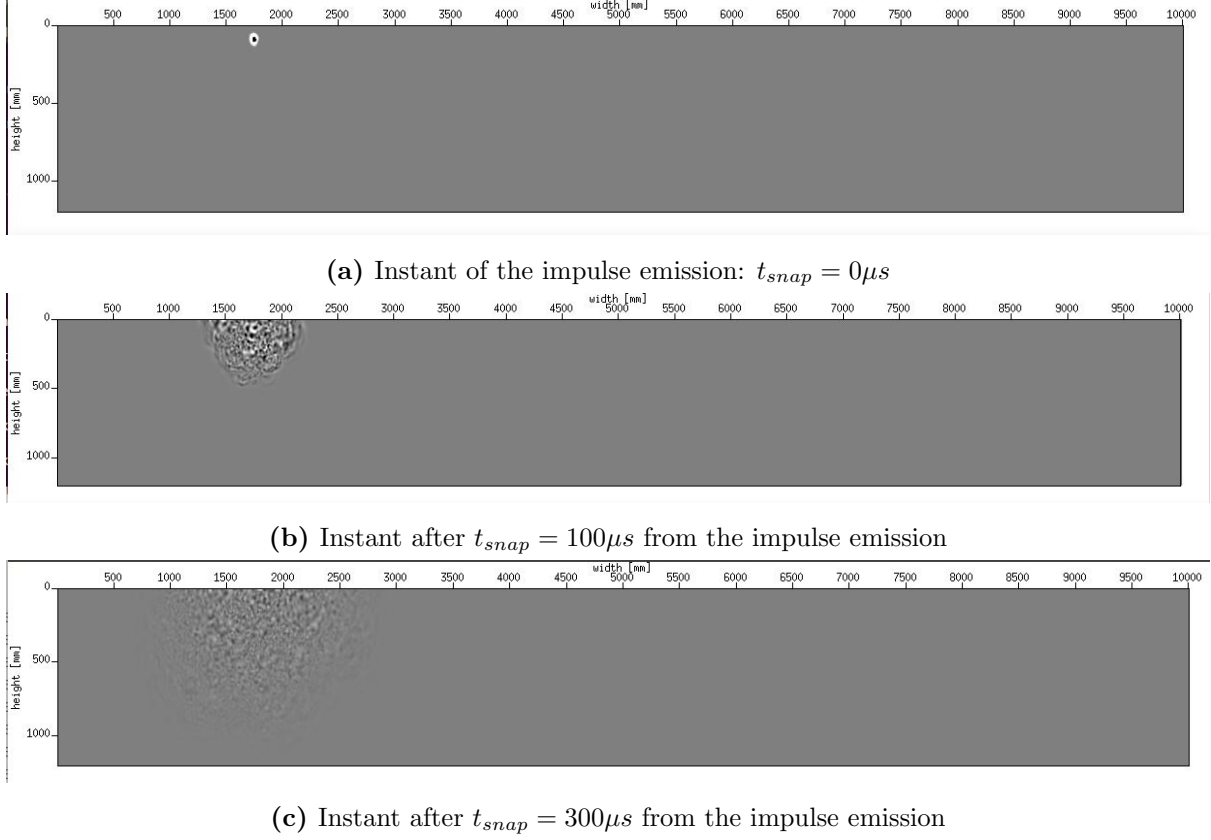 width [mm]
0 500 1000 1500 2000 2500 3000 3500 4000 4500 5000 5500 6000 6500 7000 7500 8000 8500 9000 9500 10000
0
500
1000
height [mm]
(a) Instant of the impulse emission: t_snap = 0μs
width [mm]
500 1000 1500 2000 2500 3000 3500 4000 4500 5000 5500 6000 6500 7000 7500 8000 8500 9000 9500 10000
0
500
1000
height [mm]
(b) Instant after t_snap = 100μs from the impulse emission
width [mm]
500 1000 1500 2000 2500 3000 3500 4000 4500 5000 5500 6000 6500 7000 7500 8000 8500 9000 9500 10000
0
500
1000
height [mm]
(c) Instant after t_snap = 300μs from the impulse emission